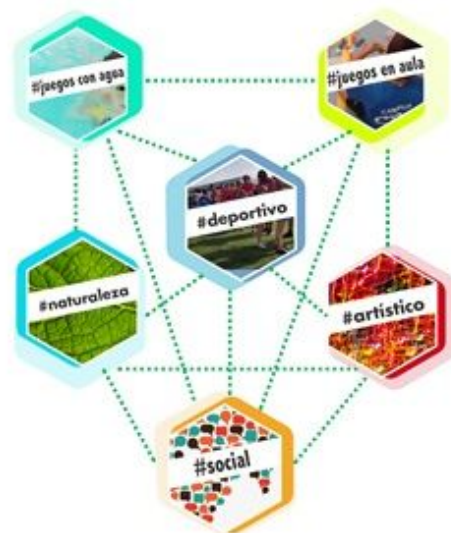 #juegos con agua
#juegos en aula
#deportivo
#naturaleza
#artístico
#social